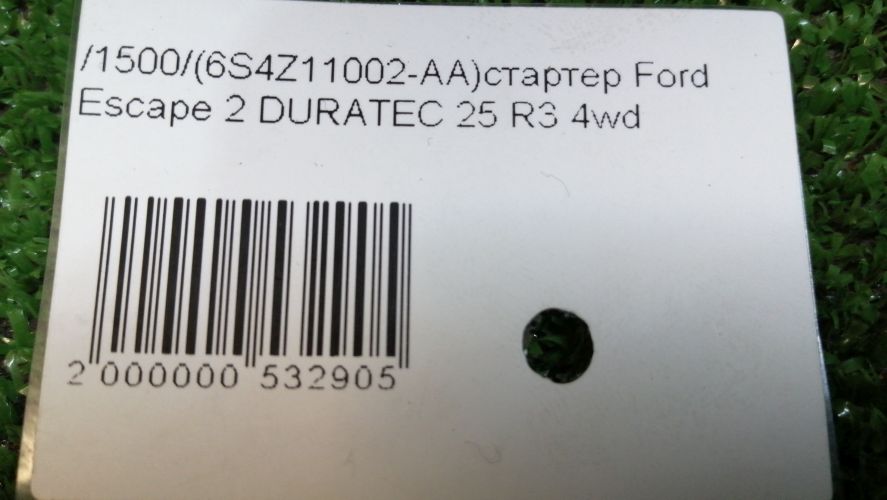 /1500/(6S4Z11002-AA)стартер Ford
Escape 2 DURATEC 25 R3 4wd
2 000000 532905